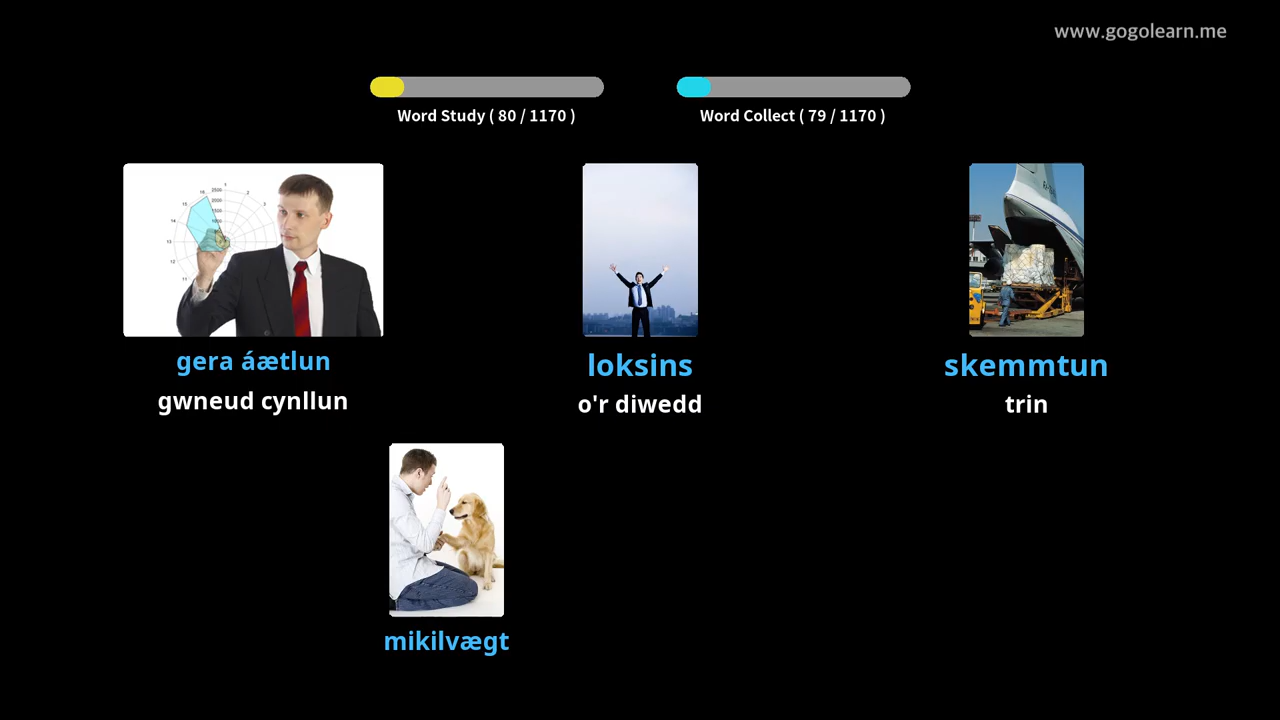 www.gogolearn.me
Word Study ( 80 / 1170 )
Word Collect ( 79 / 1170 )
gera áætlun
gwneud cynllun
loksins
o'r diwedd
skemmtun
trin
mikilvægt